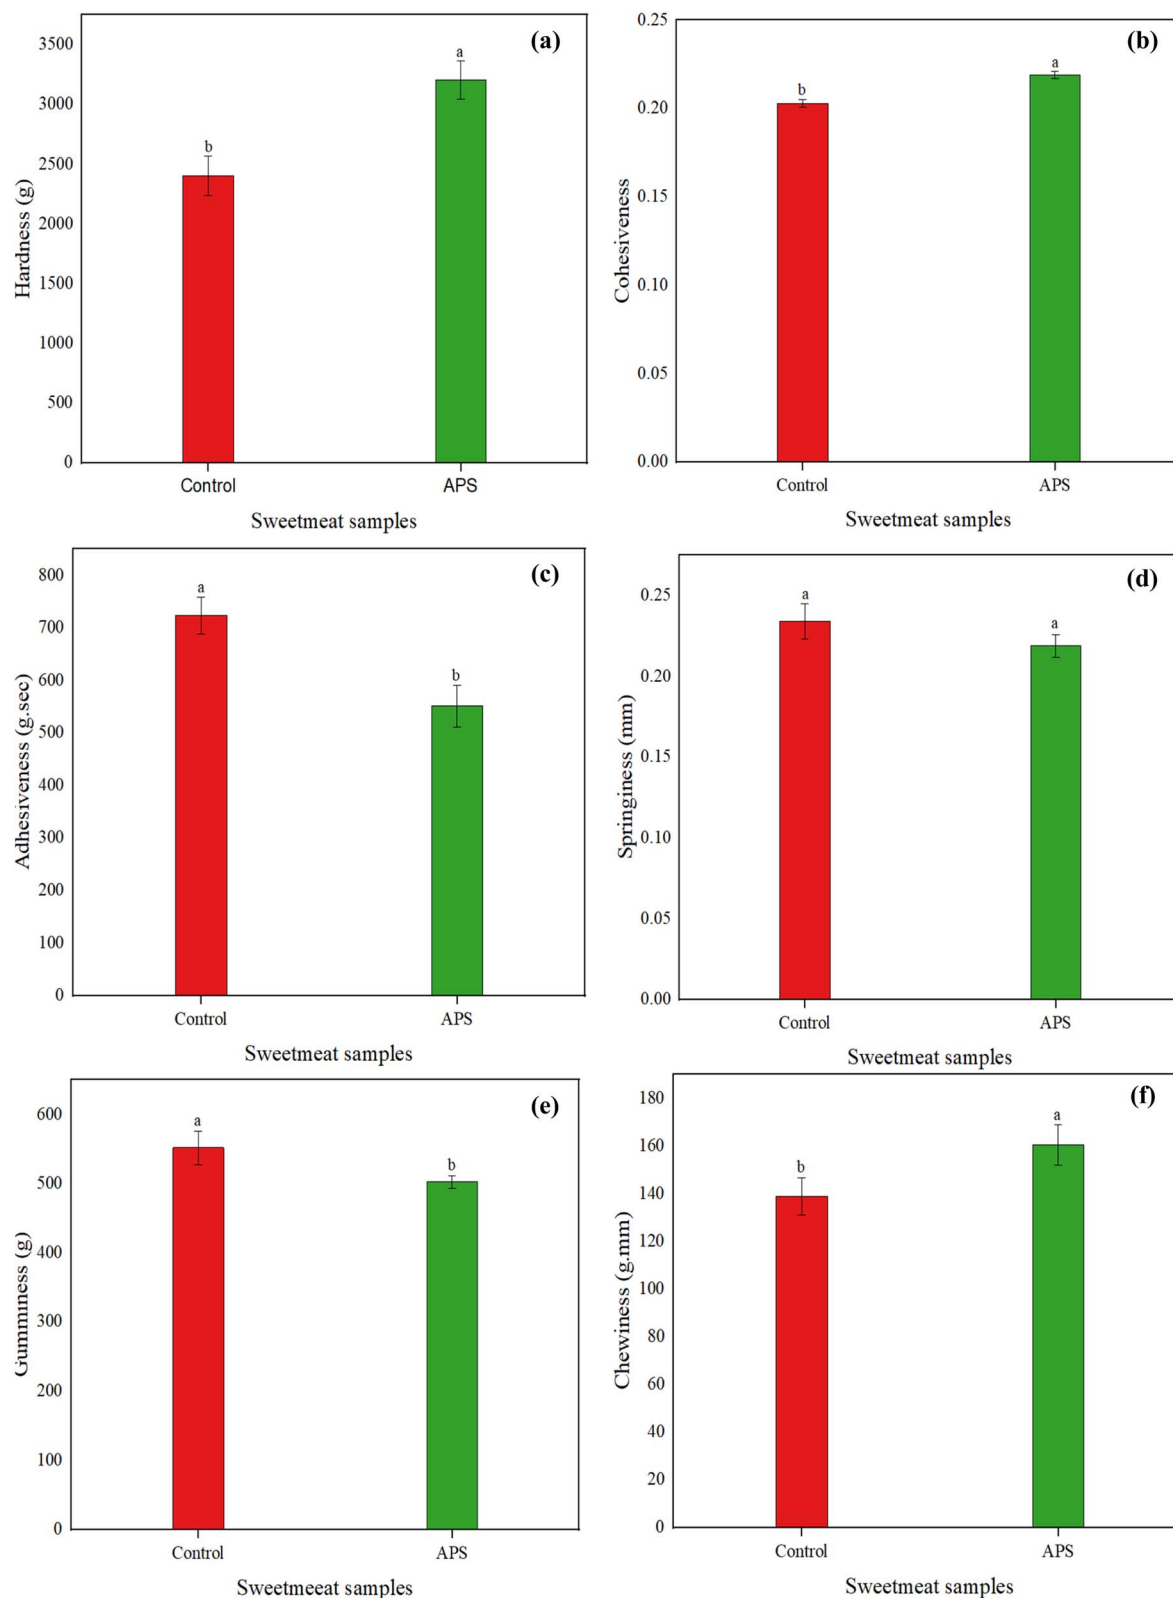 (a)
3500
3000
2500
2000
1500
1000
500
0
Hardness (g)
b
a
Control
APS
Sweetmeat samples
(b)
0.25
0.20
0.15
0.10
0.05
0.00
Cohesiveness
b
a
Control
APS
Sweetmeat samples
(c)
800
700
600
500
400
300
200
100
0
Adhesiveness (g.sec)
a
b
Control
APS
Sweetmeat samples
(d)
0.25
0.20
0.15
0.10
0.05
0.00
Springiness (mm)
a
a
Control
APS
Sweetmeat samples
(e)
600
500
400
300
200
100
0
Gumminess (g)
a
b
Control
APS
Sweetmeeat samples
(f)
180
160
140
120
100
80
60
40
20
0
Chewiness (g.mm)
b
a
Control
APS
Sweetmeat samples